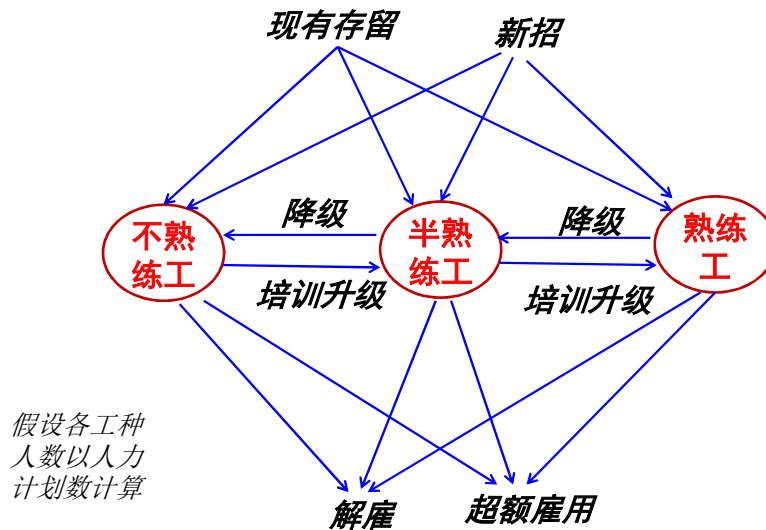 现有存留
新招
降级
降级
不熟
练工
半熟
练工
熟练
工
培训升级
培训升级
假设各工种
人数以人力
计划数计算
解雇
超额雇用